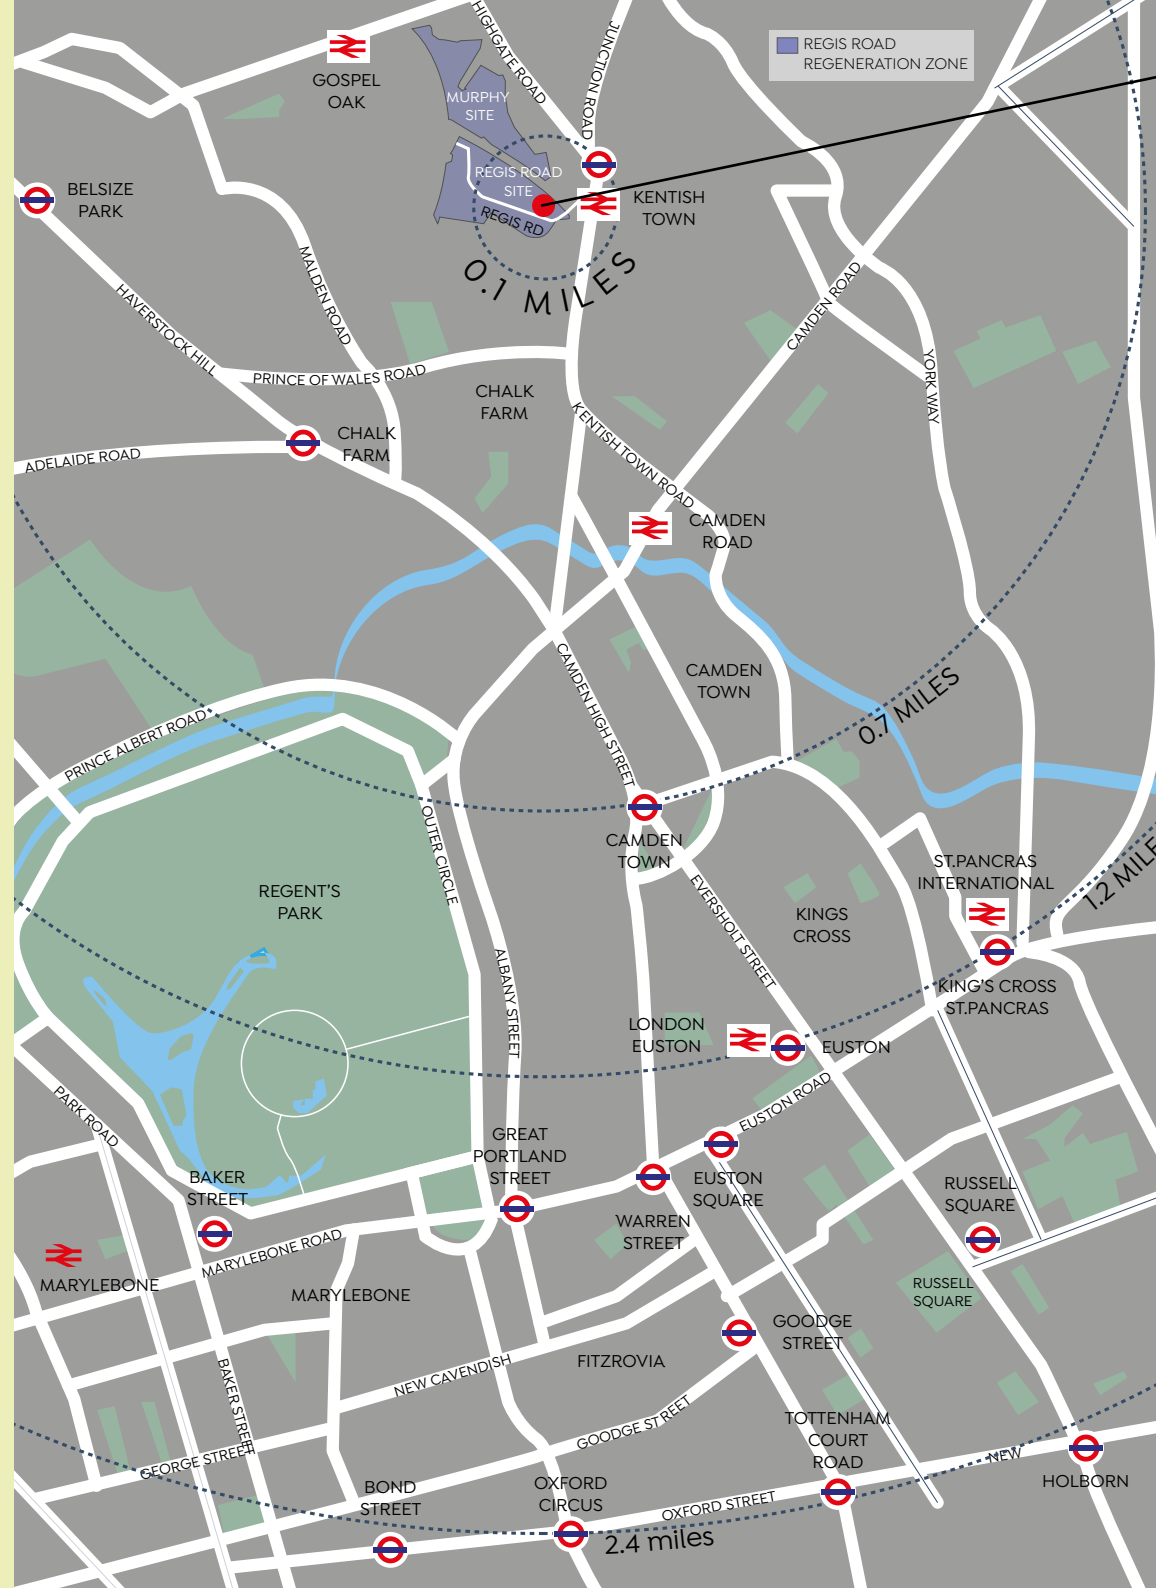 HIGHGATE ROAD
JUNCTION ROAD
REGIS ROAD
REGENERATION ZONE
GOSPEL
OAK
MURPHY
SITE
REGIS ROAD
SITE
REGIS RD
BELSIZE
PARK
KENTISH
TOWN
0.1 MILES
MALDEN ROAD
HAVERSTOCK HILL
CAMDEN ROAD
YORK WAY
PRINCE OF WALES ROAD
CHALK
FARM
KENTISH TOWN ROAD
CHALK
FARM
ADELAIDE ROAD
CAMDEN
ROAD
CAMDEN HIGH STREET
CAMDEN
TOWN
0.7 MILES
PRINCE ALBERT ROAD
OUTER CIRCLE
CAMDEN
TOWN
EVERSHOLT STREET
ST.PANCRAS
INTERNATIONAL
1.2 MILE
REGENT'S
PARK
KINGS
CROSS
ALBANY STREET
KING'S CROSS
ST.PANCRAS
LONDON
EUSTON
EUSTON
EUSTON ROAD
PARK ROAD
GREAT
PORTLAND
STREET
BAKER
STREET
EUSTON
SQUARE
RUSSELL
SQUARE
WARREN
STREET
MARYLEBONE ROAD
MARYLEBONE
MARYLEBONE
RUSSELL
SQUARE
GOODGE
STREET
FITZROVIA
NEW CAVENDISH
BAKER STREET
GOODGE STREET
TOTTENHAM
COURT
ROAD
GEORGE STREET
NEW
HOLBORN
BOND
STREET
OXFORD
CIRCUS
OXFORD STREET
2.4 miles